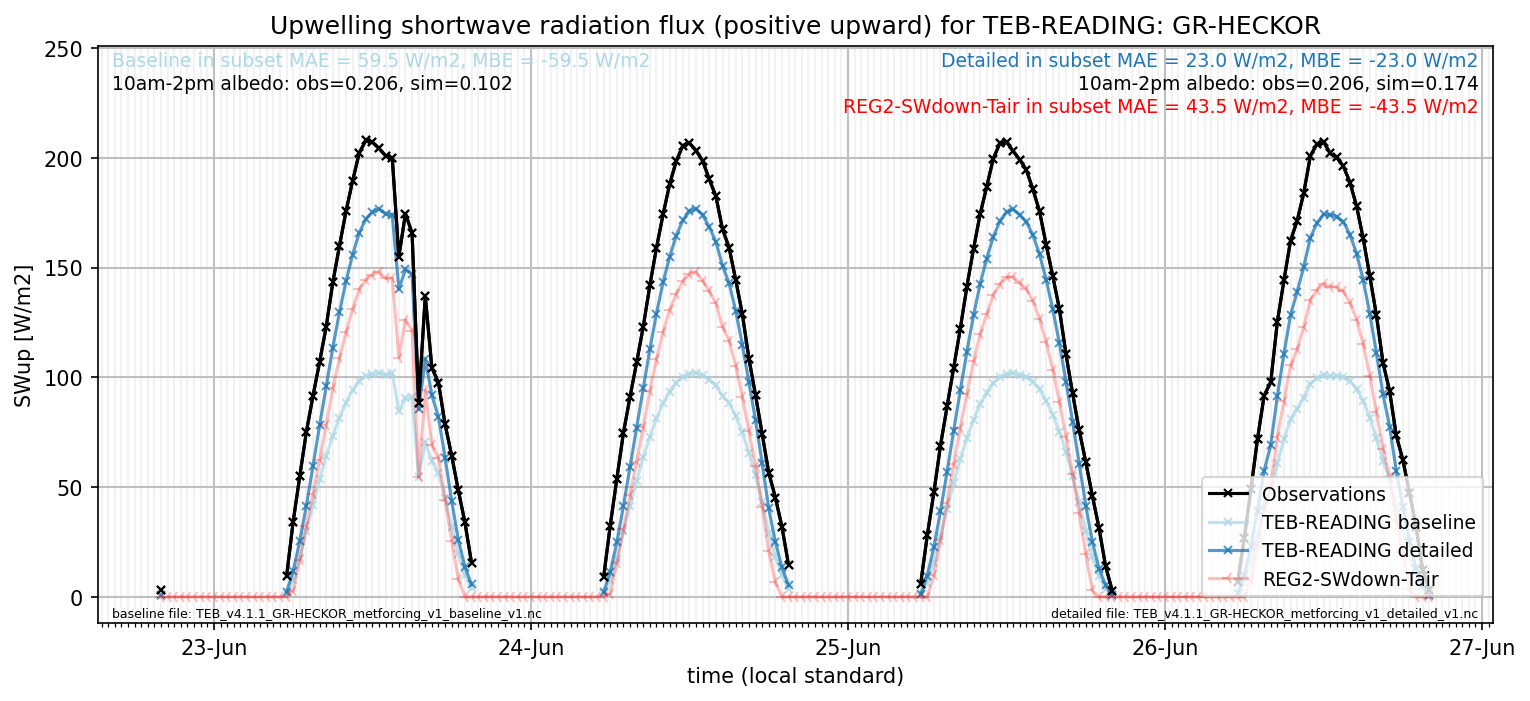 Upwelling shortwave radiation flux (positive upward) for TEB-READING: GR-HECKOR
Baseline in subset MAE = 59.5 W/m2, MBE = -59.5 W/m2
10am-2pm albedo: obs=0.206, sim=0.102
Detailed in subset MAE = 23.0 W/m2, MBE = -23.0 W/m2
10am-2pm albedo: obs=0.206, sim=0.174
REG2-SWdown-Tair in subset MAE = 43.5 W/m2, MBE = -43.5 W/m2
SWup [W/m2]
250
200
150
100
50
0
Observations
TEB-READING baseline
TEB-READING detailed
REG2-SWdown-Tair
baseline file: TEB_v4.1.1_GR-HECKOR_metforcing_v1_baseline_v1.nc
detailed file: TEB_v4.1.1_GR-HECKOR_metforcing_v1_detailed_v1.nc
23-Jun
24-Jun
25-Jun
26-Jun
27-Jun
time (local standard)